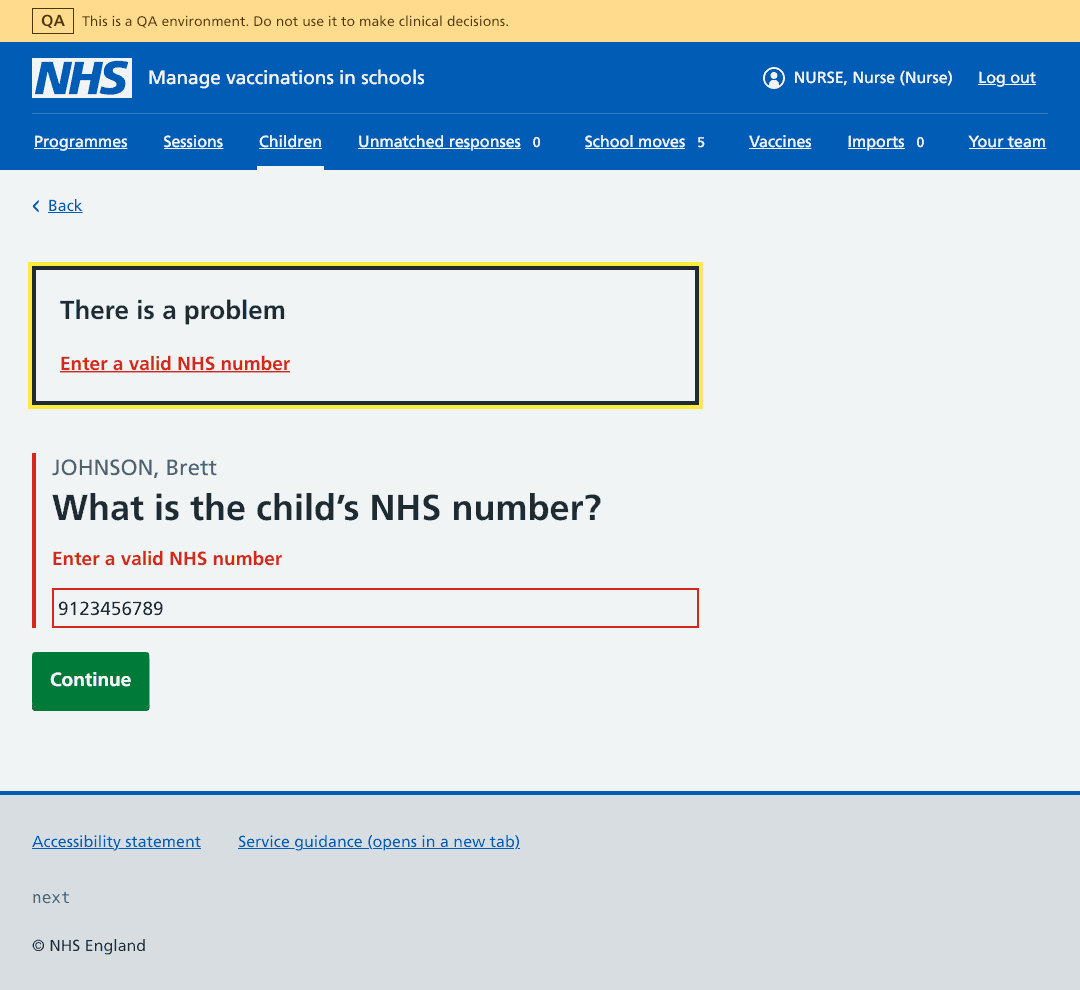 QA This is a QA environment. Do not use it to make clinical decisions.
NHS Manage vaccinations in schools NURSE, Nurse (Nurse) Log out
Programmes Sessions Children Unmatched responses 0 School moves 5 Vaccines Imports 0 Your team
Back
There is a problem
Enter a valid NHS number
JOHNSON, Brett
What is the child’s NHS number?
Enter a valid NHS number
9123456789
Continue
Accessibility statement Service guidance (opens in a new tab)
next
© NHS England